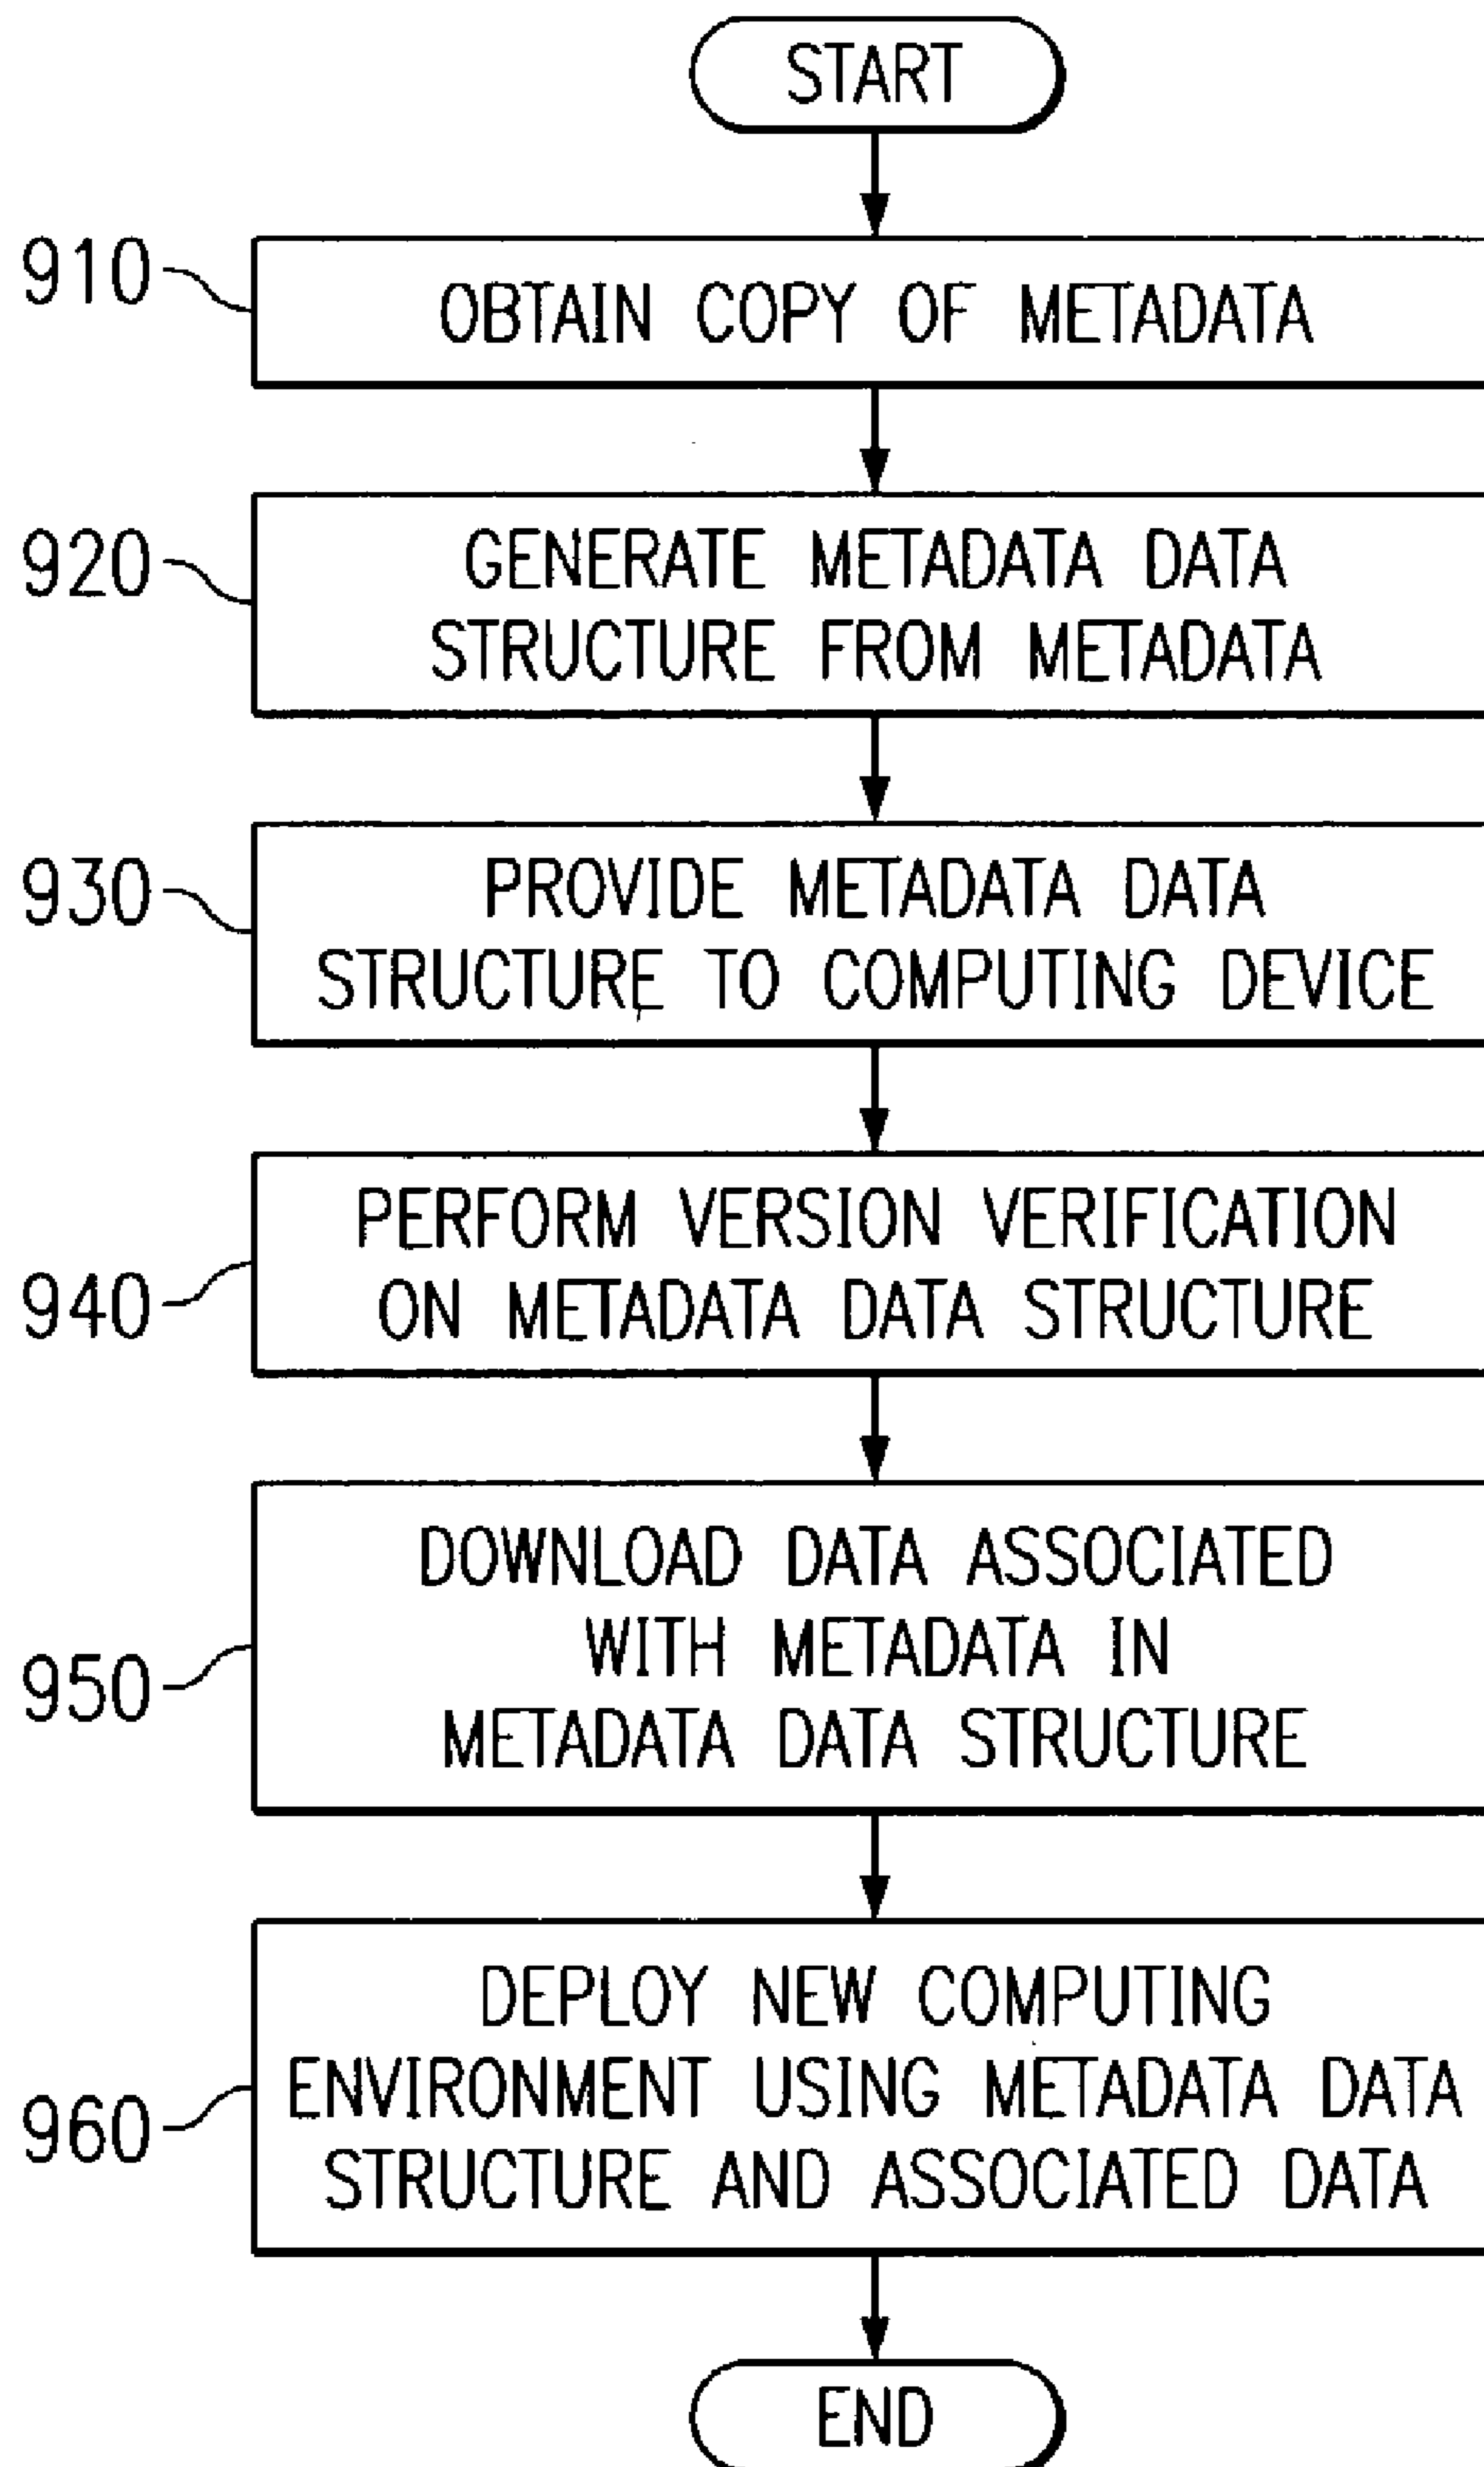 START
910
OBTAIN COPY OF METADATA
920
GENERATE METADATA DATA
STRUCTURE FROM METADATA
930
PROVIDE METADATA DATA
STRUCTURE TO COMPUTING DEVICE
940
PERFORM VERSION VERIFICATION
ON METADATA DATA STRUCTURE
950
DOWNLOAD DATA ASSOCIATED
WITH METADATA IN
METADATA DATA STRUCTURE
960
DEPLOY NEW COMPUTING
ENVIRONMENT USING METADATA DATA
STRUCTURE AND ASSOCIATED DATA
END